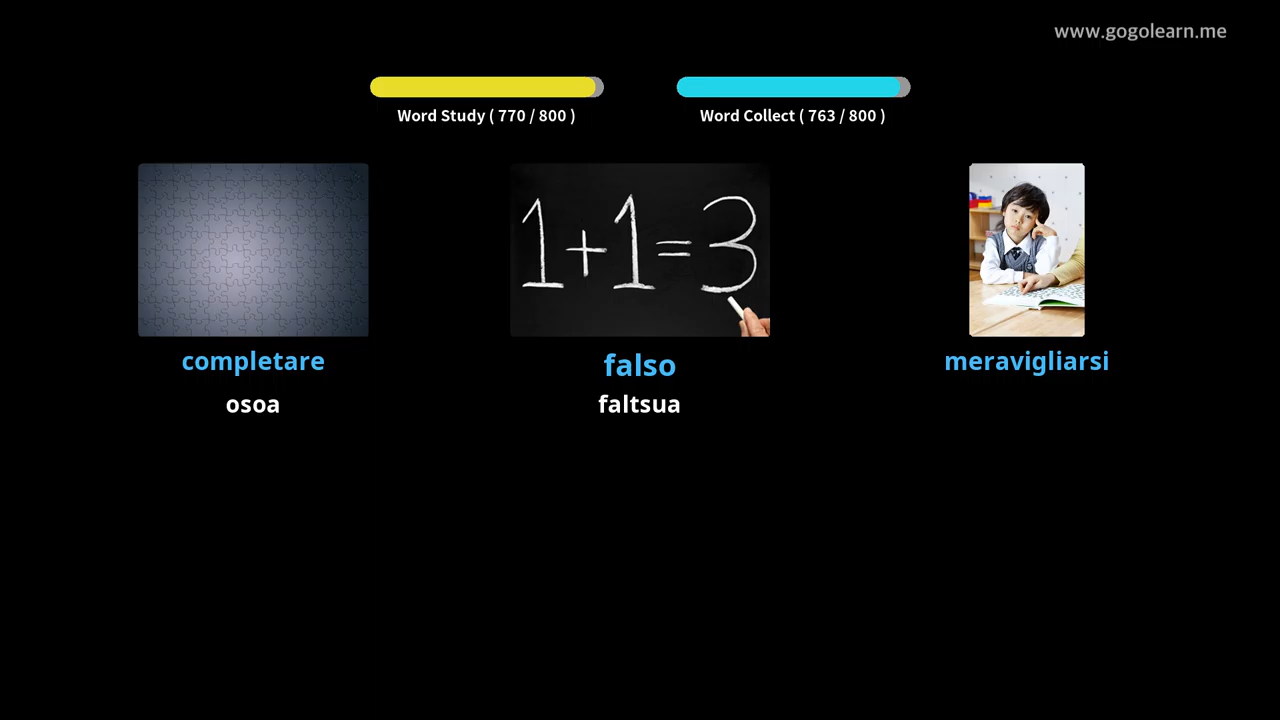 www.gogolearn.me
Word Study ( 770 / 800 )
Word Collect ( 763 / 800 )
1+1=3
completare
falso
meravigliarsi
osoa
faltsua